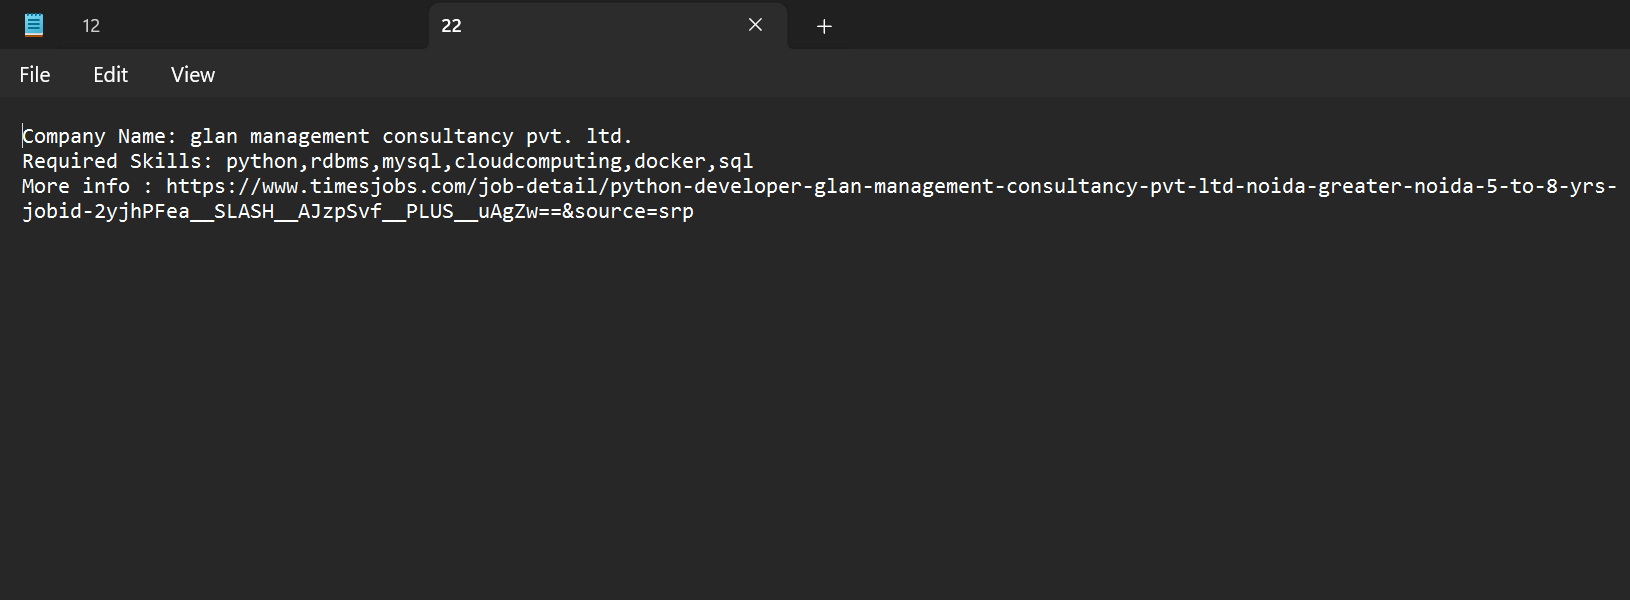 12
22
File Edit View
Company Name: glan management consultancy pvt. ltd.
Required Skills: python,rdbms,mysql,cloudcomputing,docker,sql
More info : https://www.timesjobs.com/job-detail/python-developer-glan-management-consultancy-pvt-ltd-noida-greater-noida-5-to-8-yrs-
jobid-2yjhPFea__SLASH__AJzpSvf__PLUS__uAgZw==&source=srp